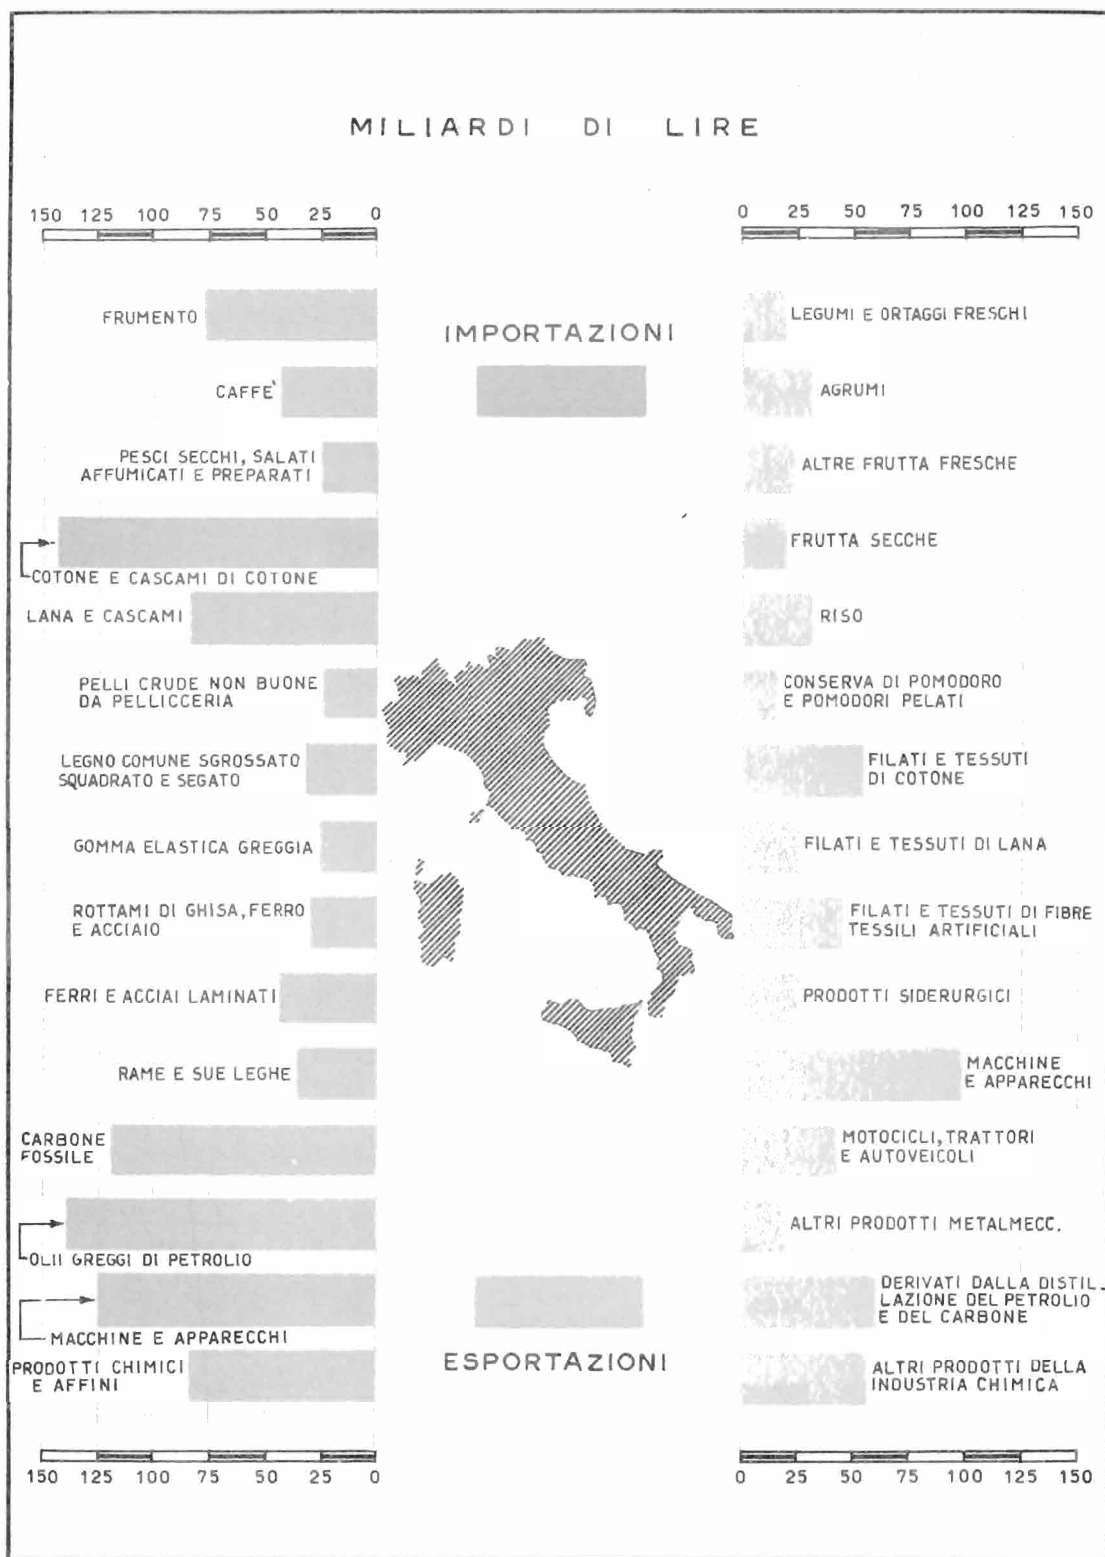 MILIARDI DI LIRE
150 125 100 75 50 25 0
0 25 50 75 100 125 150
FRUMENTO
CAFFE`
PESCI SECCHI, SALATI
AFFUMICATI E PREPARATI
COTONE E CASCAMI DI COTONE
LANA E CASCAMI
PELLI CRUDE NON BUONE
DA PELLICCERIA
LEGNO COMUNE SGROSSATO
SQUADRATO E SEGATO
GOMMA ELASTICA GREGGIA
ROTTAMI DI GHISA, FERRO
E ACCIAIO
FERRI E ACCIAI LAMINATI
RAME E SUE LEGHE
CARBONE
FOSSILE
OLII GREGGI DI PETROLIO
MACCHINE E APPARECCHI
PRODOTTI CHIMICI
E AFFINI
150 125 100 75 50 25 0
IMPORTAZIONI
ESPORTAZIONI
LEGUMI E ORTAGGI FRESCHI
AGRUMI
ALTRE FRUTTA FRESCHE
FRUTTA SECCHE
RISO
CONSERVA DI POMODORO
E POMODORI PELATI
FILATI E TESSUTI
DI COTONE
FILATI E TESSUTI DI LANA
FILATI E TESSUTI DI FIBRE
TESSILI ARTIFICIALI
PRODOTTI SIDERURGICI
MACCHINE
E APPARECCHI
MOTOCICLI, TRATTORI
E AUTOVEICOLI
ALTRI PRODOTTI METALMECC.
DERIVATI DALLA DISTIL-
LAZIONE DEL PETROLIO
E DEL CARBONE
ALTRI PRODOTTI DELLA
INDUSTRIA CHIMICA
0 25 50 75 100 125 150